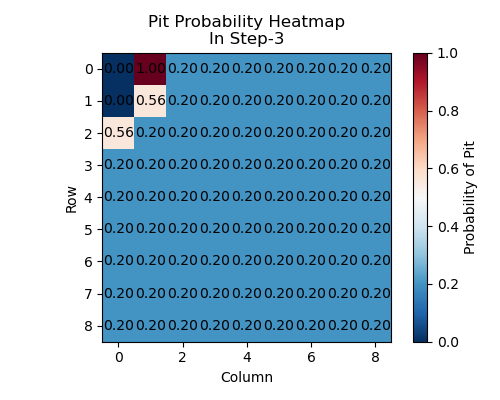 Pit Probability Heatmap
In Step-3
0 0.00 1.00 0.20 0.20 0.20 0.20 0.20 0.20 0.20
1 0.00 0.56 0.20 0.20 0.20 0.20 0.20 0.20 0.20
2 0.56 0.20 0.20 0.20 0.20 0.20 0.20 0.20 0.20
3 0.20 0.20 0.20 0.20 0.20 0.20 0.20 0.20 0.20
4 0.20 0.20 0.20 0.20 0.20 0.20 0.20 0.20 0.20
5 0.20 0.20 0.20 0.20 0.20 0.20 0.20 0.20 0.20
6 0.20 0.20 0.20 0.20 0.20 0.20 0.20 0.20 0.20
7 0.20 0.20 0.20 0.20 0.20 0.20 0.20 0.20 0.20
8 0.20 0.20 0.20 0.20 0.20 0.20 0.20 0.20 0.20
0 2 4 6 8
Column
Row
1.0
0.8
0.6
0.4
0.2
0.0
Probability of Pit